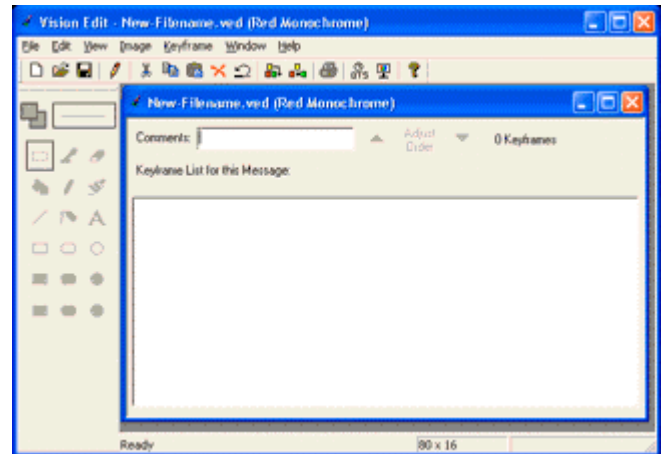 Vision Edit - New-Filename.ved (Red Monochrome)
File Edit View Image Keyframe Window Help
New-Filename.ved (Red Monochrome)
Comments: Adjust Order 0 Keyframes
Keyframe List for this Message:
A
Ready 80 x 16